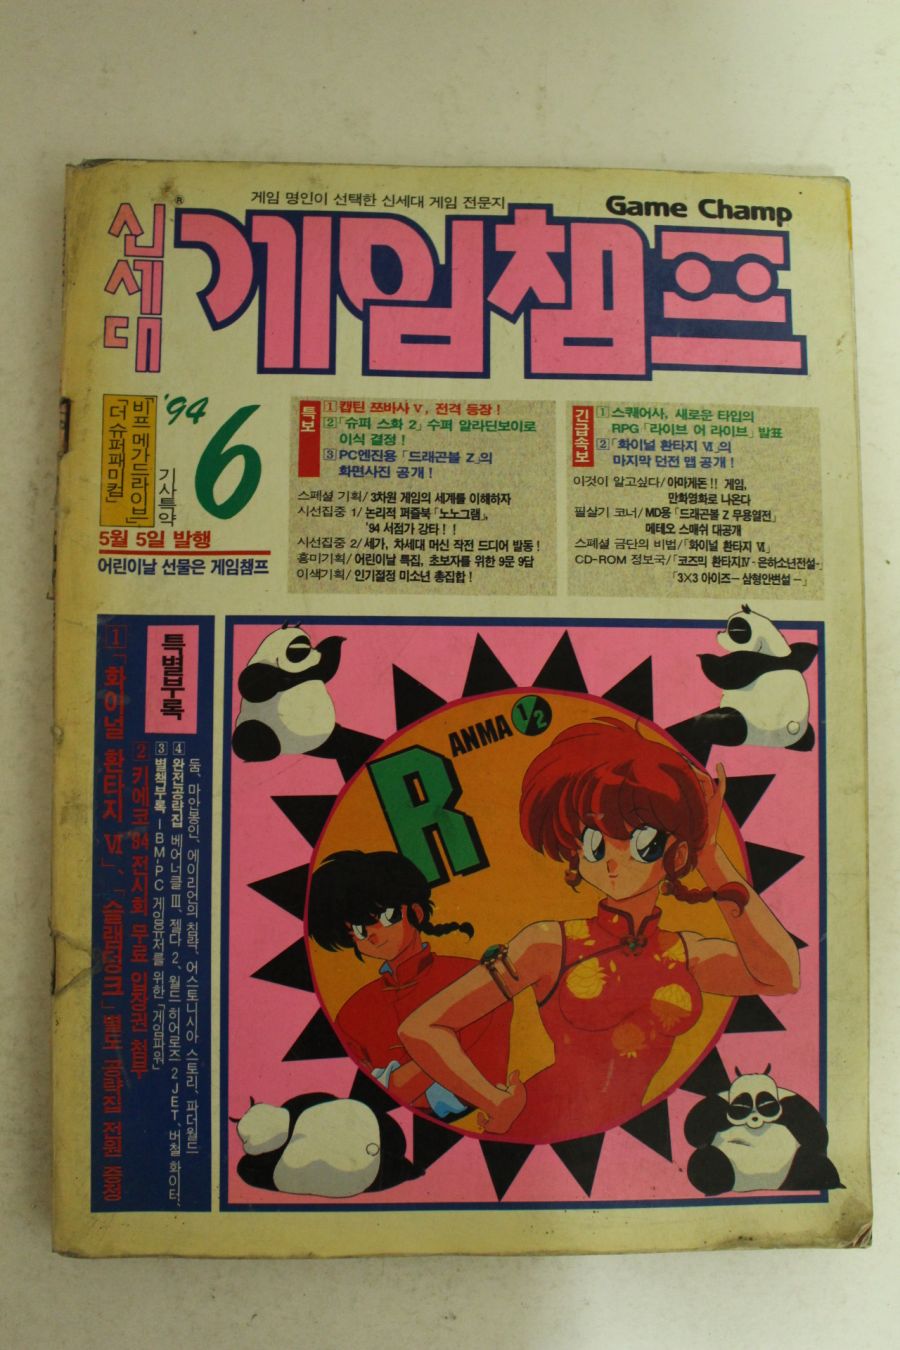 게임 명인이 선택한 신세대 게임 전문지
Game Champ
신세대
®
게임챔프
「비프 메가드라이브」
「더 슈퍼패미컴」
기사특약
'94
6
5월 5일 발행
어린이날 선물은 게임챔프
특보
1 캡틴 쯔바사 V, 전격 등장!
2 「슈퍼 스화 2」 수퍼 알라딘보이로
이식 결정!
3 PC엔진용 「드래곤볼 Z」의
화면사진 공개!
스페셜 기획/ 3차원 게임의 세계를 이해하자
시선집중 1/ 논리적 퍼즐북 「노노그램」,
'94 서점가 강타!!
시선집중 2/ 세가, 차세대 머신 작전 드디어 발동!
흥미기획/ 어린이날 특집, 초보자를 위한 9문 9답
이색기획/ 인기절정 미소년 총집합!
긴급속보
1 스퀘어사, 새로운 타입의
RPG 「라이브 어 라이브」 발표
2 「화이널 환타지 Ⅵ」의
마지막 던전 맵 공개!
이것이 알고싶다/ 아마게돈!! 게임,
만화영화로 나온다
필살기 코너/ MD용 「드래곤볼 Z 무용열전」
메테오 스매쉬 대공개
스페셜 금단의 비법/ 「화이널 환타지 Ⅵ」
CD-ROM 정보국/ 「코즈믹 환타지Ⅳ - 은하소년전설-」
「3×3 아이즈 - 삼형안변설 -」
특별부록
1 「화이널 환타지 Ⅵ」, 「슬램덩크」 별도 공략집 전원 증정
2 키에코 '94 전시회 무료 입장권 첨부
3 별책부록 - IBM-PC 게임유저를 위한 「게임파워」
4 완전공략집 베어너클 Ⅲ, 젤다 2, 월드 히어로즈 2 JET, 버철 화이터,
둠, 마안봉인, 에이리언의 침략, 어스토니시아 스토리, 파더월드
RANMA 1/2
R